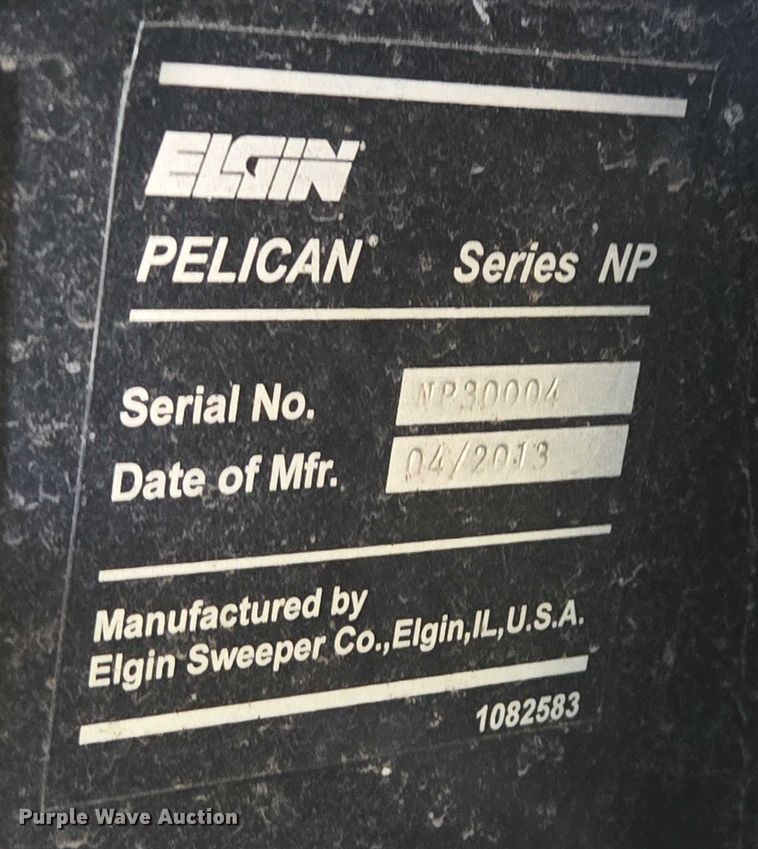 ELGIN
PELICAN® Series NP
Serial No. NP30004
Date of Mfr. 04/2013
Manufactured by
Elgin Sweeper Co.,Elgin,IL,U.S.A.
1082583
Purple Wave Auction